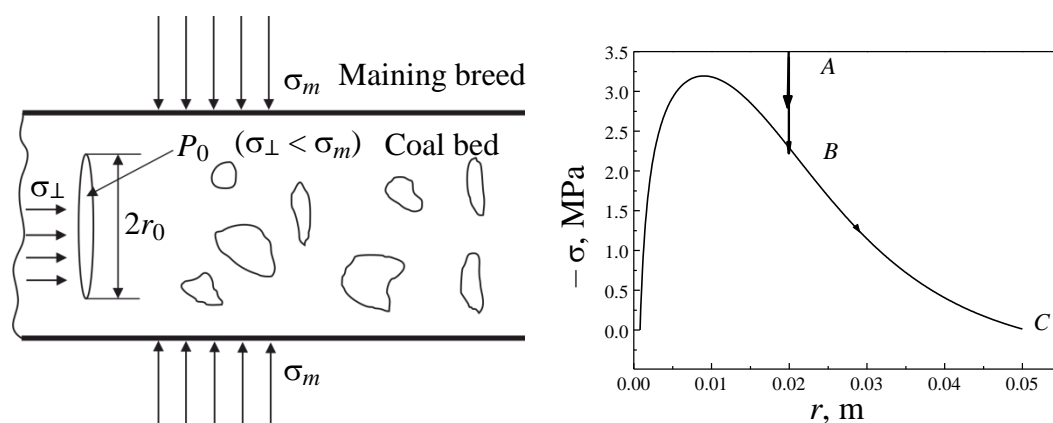 σm Maining breed
P0 (σ⊥ < σm) Coal bed
σ⊥
2r0
σm
3.5
3.0
2.5
2.0
1.5
1.0
0.5
0.0
– σ, MPa
A
B
C
0.00 0.01 0.02 0.03 0.04 0.05
r, m